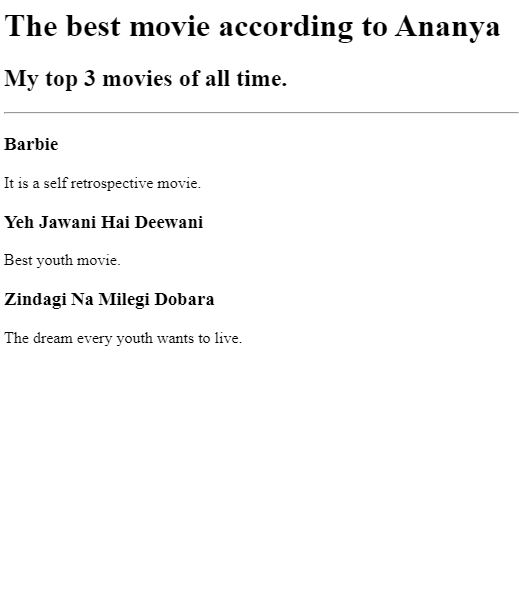 The best movie according to Ananya
My top 3 movies of all time.
Barbie
It is a self retrospective movie.
Yeh Jawani Hai Deewani
Best youth movie.
Zindagi Na Milegi Dobara
The dream every youth wants to live.